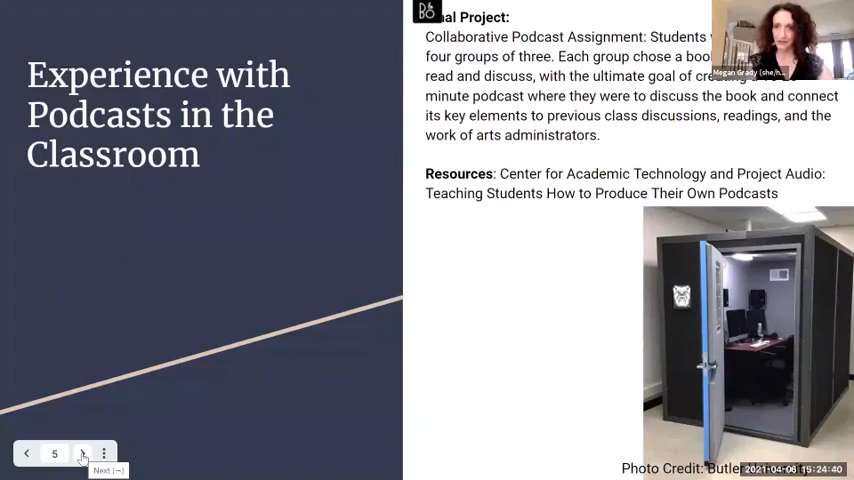 Experience with
Podcasts in the
Classroom
B&O
Project:
Collaborative Podcast Assignment: Students
four groups of three. Each group chose a
read and discuss, with the ultimate goal of
minute podcast where they were to discuss the book and connect
its key elements to previous class discussions, readings, and the
work of arts administrators.
Resources: Center for Academic Technology and Project Audio:
Teaching Students How to Produce Their Own Podcasts
Megan Grady (she/h...
5
Next (→)
Photo Credit: Butler
2021-04-06 15:24:40